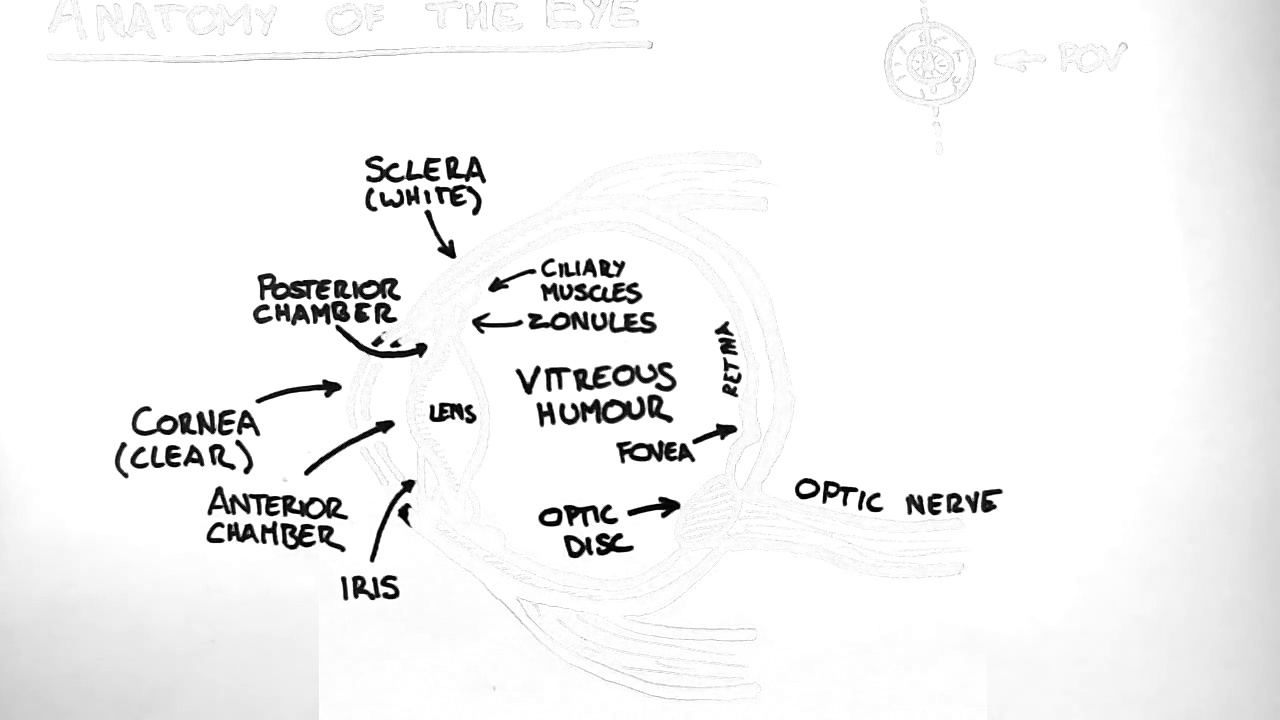 ANATOMY OF THE EYE
POV
SCLERA
(WHITE)
POSTERIOR
CHAMBER
CILIARY
MUSCLES
ZONULES
RETINA
VITREOUS
HUMOUR
LENS
CORNEA
(CLEAR)
FOVEA
ANTERIOR
CHAMBER
OPTIC NERVE
OPTIC
DISC
IRIS